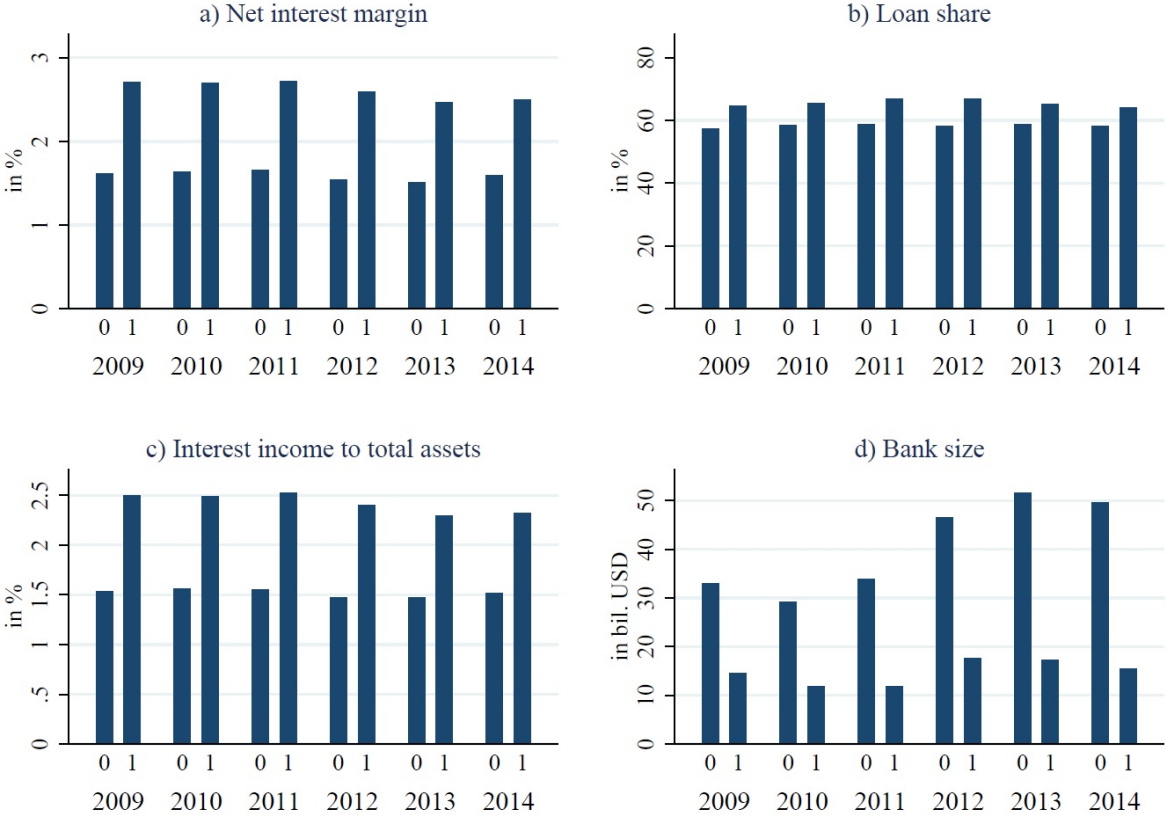 a) Net interest margin
in %
3
2
1
0
0 1 0 1 0 1 0 1 0 1 0 1
2009 2010 2011 2012 2013 2014
b) Loan share
in %
80
60
40
20
0
0 1 0 1 0 1 0 1 0 1 0 1
2009 2010 2011 2012 2013 2014
c) Interest income to total assets
in %
2.5
2
1.5
1
.5
0
0 1 0 1 0 1 0 1 0 1 0 1
2009 2010 2011 2012 2013 2014
d) Bank size
in bil. USD
50
40
30
20
10
0
0 1 0 1 0 1 0 1 0 1 0 1
2009 2010 2011 2012 2013 2014